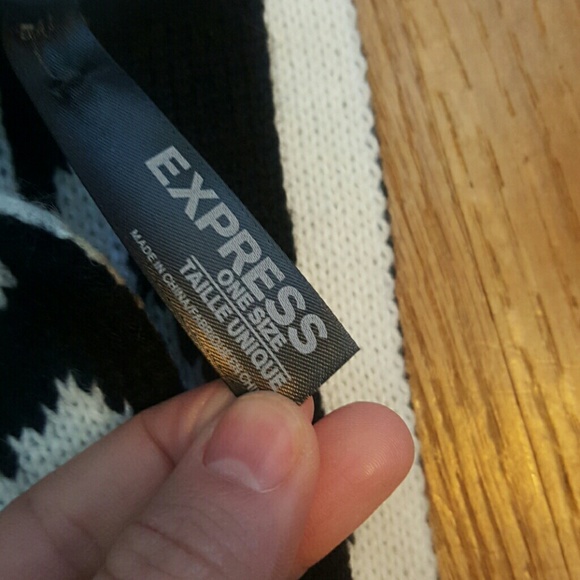 EXPRESS
ONE SIZE
TAILLE UNIQUE
MADE IN CHINA/